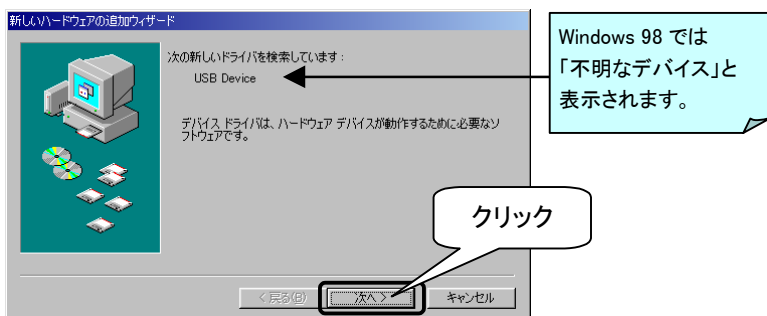 新しいハードウェアの追加ウィザード
次の新しいドライバを検索しています：
USB Device
デバイス ドライバは、ハードウェア デバイスが動作するために必要なソ
フトウェアです。
Windows 98 では
「不明なデバイス」と
表示されます。
クリック
< 戻る(B)
次へ >
キャンセル